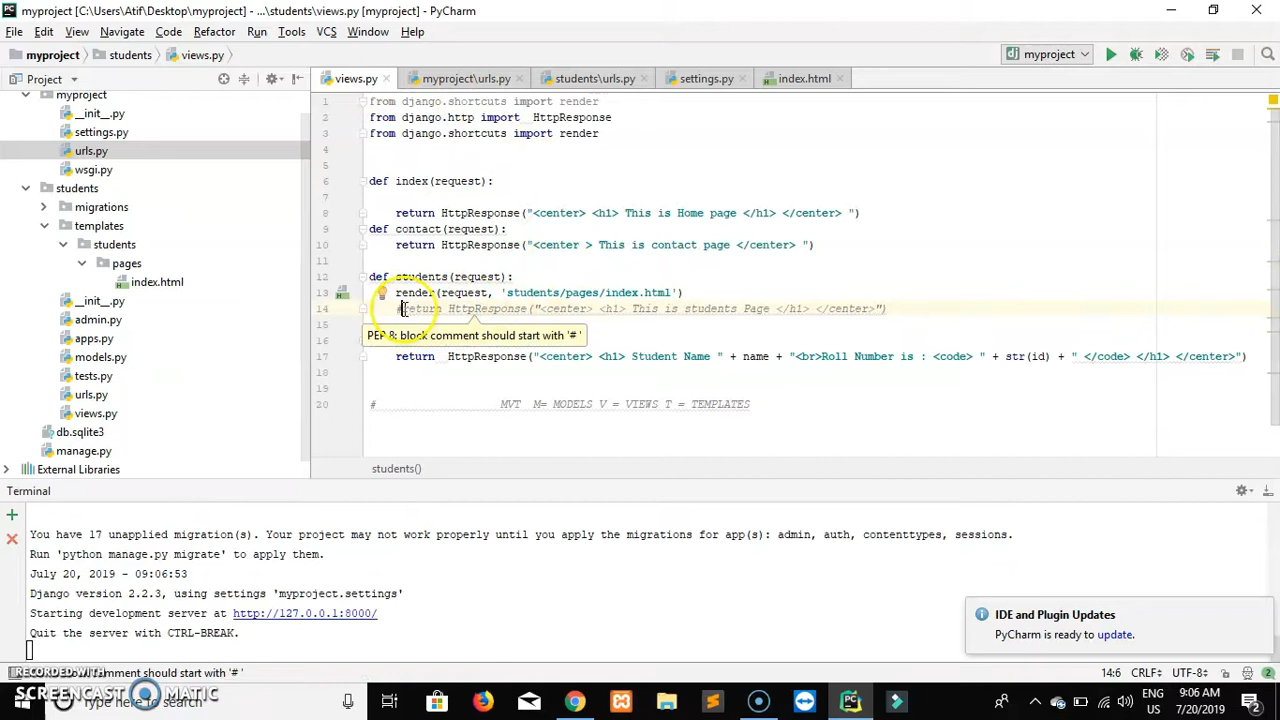 myproject [C:\Users\Atif\Desktop\myproject] - ...\students\views.py [myproject] - PyCharm
File Edit View Navigate Code Refactor Run Tools VCS Window Help
myproject students views.py myproject
Project
views.py myproject\urls.py students\urls.py settings.py index.html
myproject
__init__.py
settings.py
urls.py
wsgi.py
students
migrations
templates
students
pages
index.html
__init__.py
admin.py
apps.py
models.py
tests.py
urls.py
views.py
db.sqlite3
manage.py
External Libraries
1 from django.shortcuts import render
2 from django.http import HttpResponse
3 from django.shortcuts import render
4
5
6 def index(request):
7
8 return HttpResponse("<center> <h1> This is Home page </h1> </center> ")
9 def contact(request):
10 return HttpResponse("<center > This is contact page </center> ")
11
12 def students(request):
13 render(request, 'students/pages/index.html')
14 #return HttpResponse("<center> <h1> This is students Page </h1> </center>")
15
PEP 8: block comment should start with '# '
17 return HttpResponse("<center> <h1> Student Name " + name + "<br>Roll Number is : <code> " + str(id) + " </code> </h1> </center>")
18
19
20 # MVT M= MODELS V = VIEWS T = TEMPLATES
students()
Terminal
You have 17 unapplied migration(s). Your project may not work properly until you apply the migrations for app(s): admin, auth, contenttypes, sessions.
Run 'python manage.py migrate' to apply them.
July 20, 2019 - 09:06:53
Django version 2.2.3, using settings 'myproject.settings'
Starting development server at http://127.0.0.1:8000/
Quit the server with CTRL-BREAK.
IDE and Plugin Updates
PyCharm is ready to update.
comment should start with '# ' 14:6 CRLF÷ UTF-8÷
RECORDED WITH
SCREENCAST MATIC
Type here to search
ENG
US
9:06 AM
7/20/2019
2